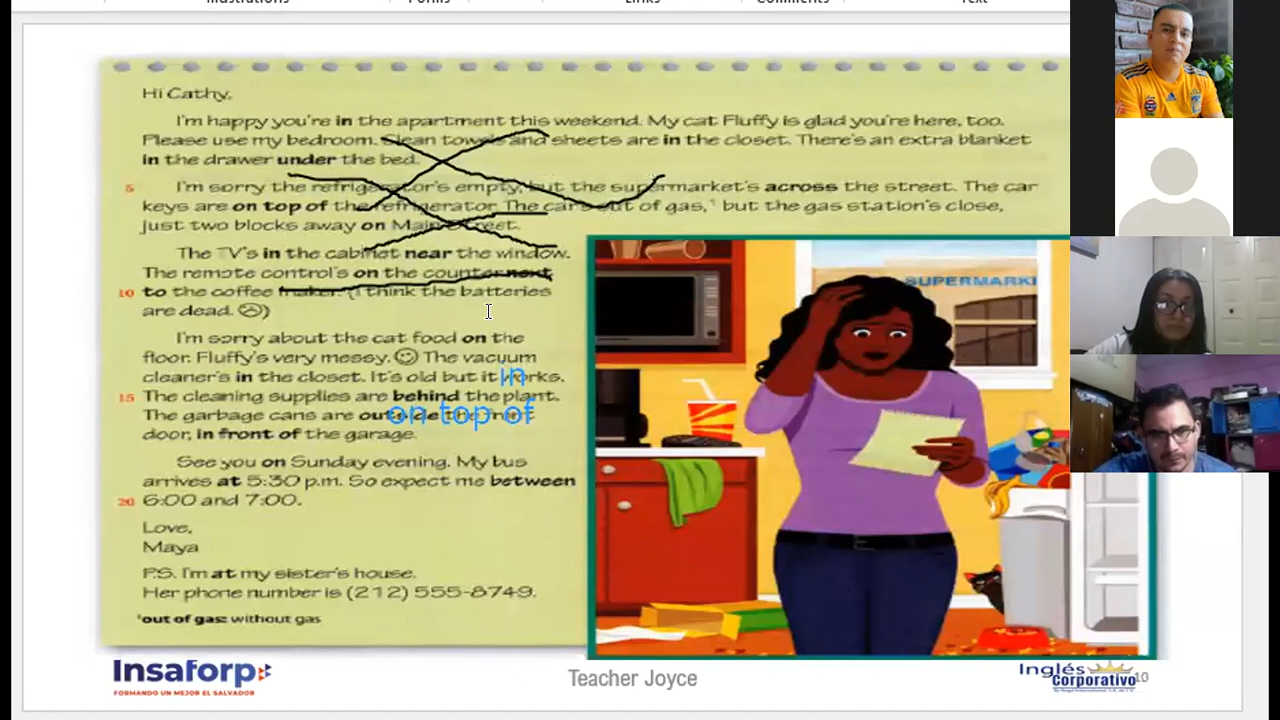 Illustrations Forms Links Comments Text
Hi Cathy,
I'm happy you're in the apartment this weekend. My cat Fluffy is glad you're here, too.
Please use my bedroom. Clean towels and sheets are in the closet. There's an extra blanket
in the drawer under the bed.
5 I'm sorry the refrigerator's empty, but the supermarket's across the street. The car
keys are on top of the refrigerator. The car's out of gas,¹ but the gas station's close,
just two blocks away on Main Street.
The TV's in the cabinet near the window.
The remote control's on the counter next
10 to the coffee maker. (I think the batteries
are dead. ☹)
I'm sorry about the cat food on the
floor. Fluffy's very messy. ☺ The vacuum
cleaner's in the closet. It's old but it works.
in
15 The cleaning supplies are behind the plant.
The garbage cans are outside the front
on top of
door, in front of the garage.
See you on Sunday evening. My bus
arrives at 5:30 p.m. So expect me between
20 6:00 and 7:00.
Love,
Maya
P.S. I'm at my sister's house.
Her phone number is (212) 555-8749.
¹out of gas: without gas
SUPERMARK
Insaforp
FORMANDO UN MEJOR EL SALVADOR
Teacher Joyce
Inglés
Corporativo
10